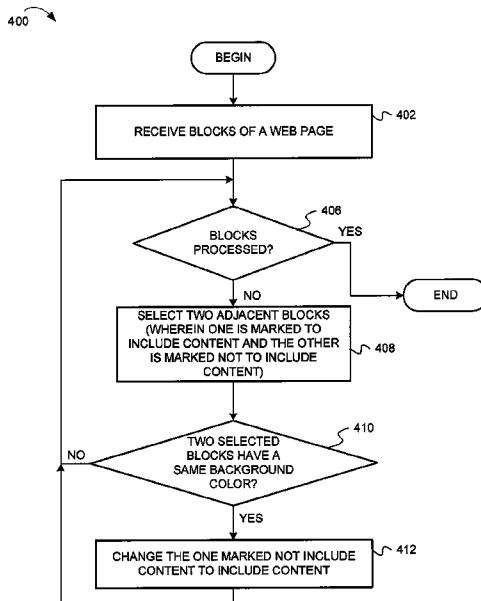 400
BEGIN
RECEIVE BLOCKS OF A WEB PAGE
402
406
BLOCKS
PROCESSED?
YES
END
NO
SELECT TWO ADJACENT BLOCKS
(WHEREIN ONE IS MARKED TO
INCLUDE CONTENT AND THE OTHER
IS MARKED NOT TO INCLUDE
CONTENT)
408
410
TWO SELECTED
BLOCKS HAVE A
SAME BACKGROUND
COLOR?
NO
YES
CHANGE THE ONE MARKED NOT INCLUDE
CONTENT TO INCLUDE CONTENT
412